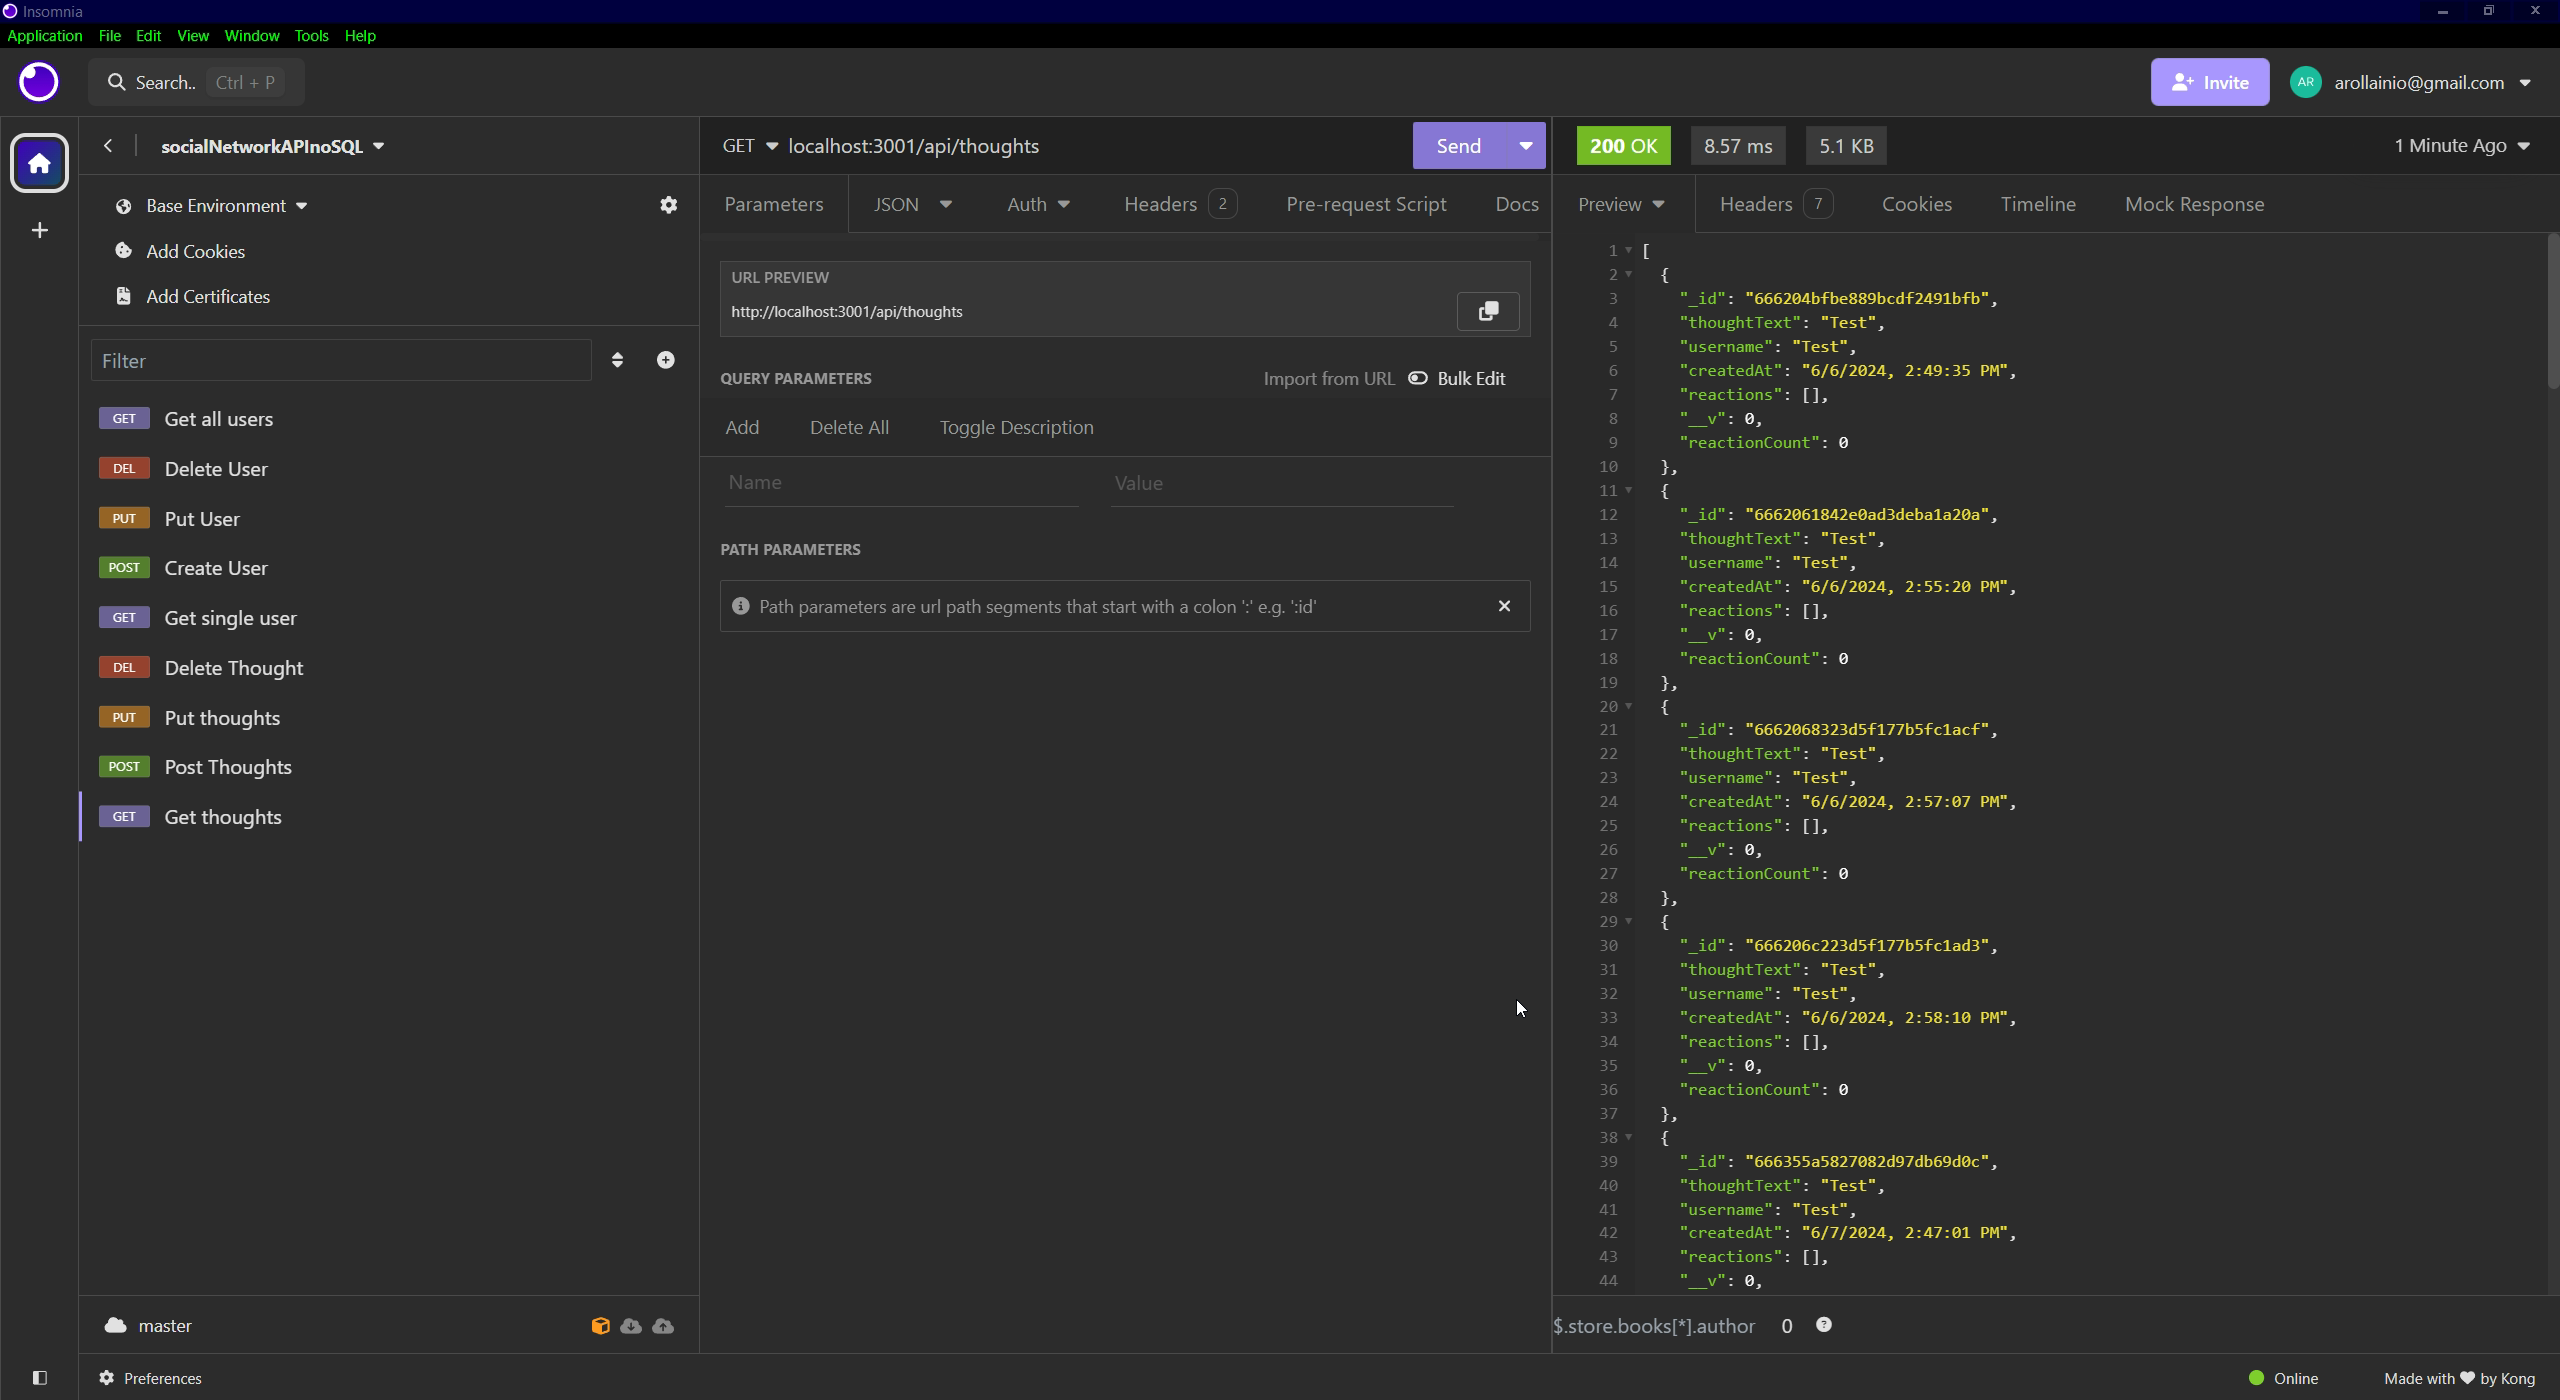 Insomnia
Application File Edit View Window Tools Help
Search.. Ctrl + P
Invite
AR arollainio@gmail.com
socialNetworkAPInoSQL
Base Environment
Add Cookies
Add Certificates
Filter
GET Get all users
DEL Delete User
PUT Put User
POST Create User
GET Get single user
DEL Delete Thought
PUT Put thoughts
POST Post Thoughts
GET Get thoughts
master
GET localhost:3001/api/thoughts Send
Parameters JSON Auth Headers 2 Pre-request Script Docs
URL PREVIEW
http://localhost:3001/api/thoughts
QUERY PARAMETERS Import from URL Bulk Edit
Add Delete All Toggle Description
Name Value
PATH PARAMETERS
Path parameters are url path segments that start with a colon ':' e.g. ':id'
200 OK 8.57 ms 5.1 KB 1 Minute Ago
Preview Headers 7 Cookies Timeline Mock Response
1 [
2 {
3 "_id": "666204bfbe889bcdf2491bfb",
4 "thoughtText": "Test",
5 "username": "Test",
6 "createdAt": "6/6/2024, 2:49:35 PM",
7 "reactions": [],
8 "__v": 0,
9 "reactionCount": 0
10 },
11 {
12 "_id": "6662061842e0ad3deba1a20a",
13 "thoughtText": "Test",
14 "username": "Test",
15 "createdAt": "6/6/2024, 2:55:20 PM",
16 "reactions": [],
17 "__v": 0,
18 "reactionCount": 0
19 },
20 {
21 "_id": "6662068323d5f177b5fc1acf",
22 "thoughtText": "Test",
23 "username": "Test",
24 "createdAt": "6/6/2024, 2:57:07 PM",
25 "reactions": [],
26 "__v": 0,
27 "reactionCount": 0
28 },
29 {
30 "_id": "666206c223d5f177b5fc1ad3",
31 "thoughtText": "Test",
32 "username": "Test",
33 "createdAt": "6/6/2024, 2:58:10 PM",
34 "reactions": [],
35 "__v": 0,
36 "reactionCount": 0
37 },
38 {
39 "_id": "666355a5827082d97db69d0c",
40 "thoughtText": "Test",
41 "username": "Test",
42 "createdAt": "6/7/2024, 2:47:01 PM",
43 "reactions": [],
44 "__v": 0,
$.store.books[*].author 0
Preferences
Online Made with ♥ by Kong